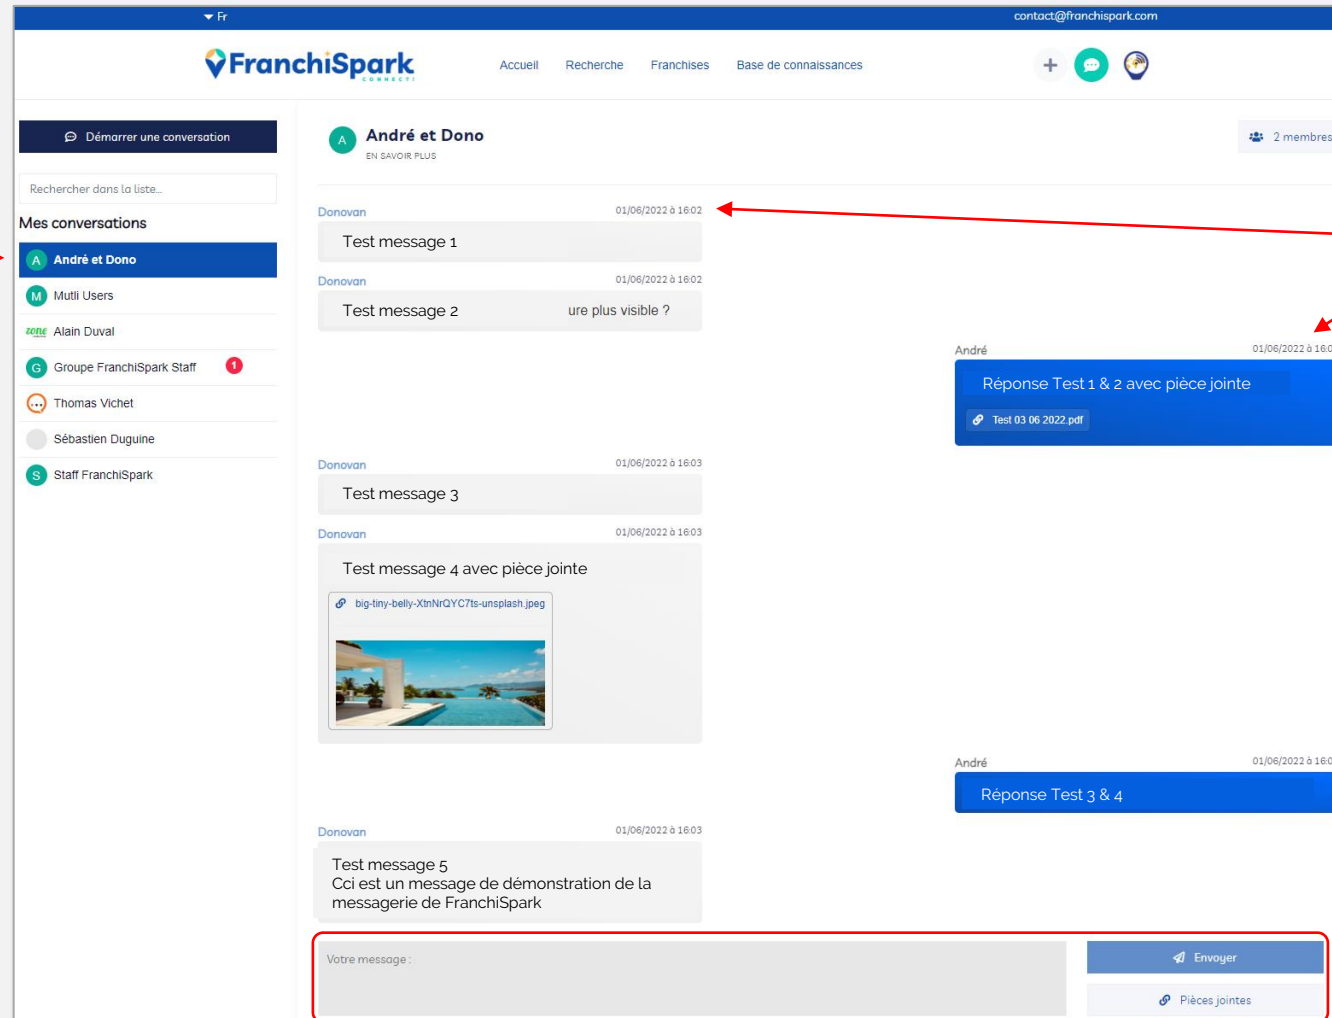 Fr
contact@franchispark.com
FranchiSpark
CONNECT!
Accueil Recherche Franchises Base de connaissances
Démarrer une conversation
Rechercher dans la liste...
Mes conversations
A André et Dono
M Mutli Users
zone Alain Duval
G Groupe FranchiSpark Staff 1
Thomas Vichet
Sébastien Duguine
S Staff FranchiSpark
A André et Dono
EN SAVOIR PLUS
2 membres
Donovan 01/06/2022 à 16:02
Test message 1
Donovan 01/06/2022 à 16:02
Test message 2 ure plus visible ?
André 01/06/2022 à
Réponse Test 1 & 2 avec pièce jointe
Test 03 06 2022.pdf
Donovan 01/06/2022 à 16:03
Test message 3
Donovan 01/06/2022 à 16:03
Test message 4 avec pièce jointe
big-tiny-belly-XtnNrQYC7ts-unsplash.jpeg
André 01/06/2022 à
Réponse Test 3 & 4
Donovan 01/06/2022 à 16:03
Test message 5
Cci est un message de démonstration de la
messagerie de FranchiSpark
Votre message :
Envoyer
Pièces jointes